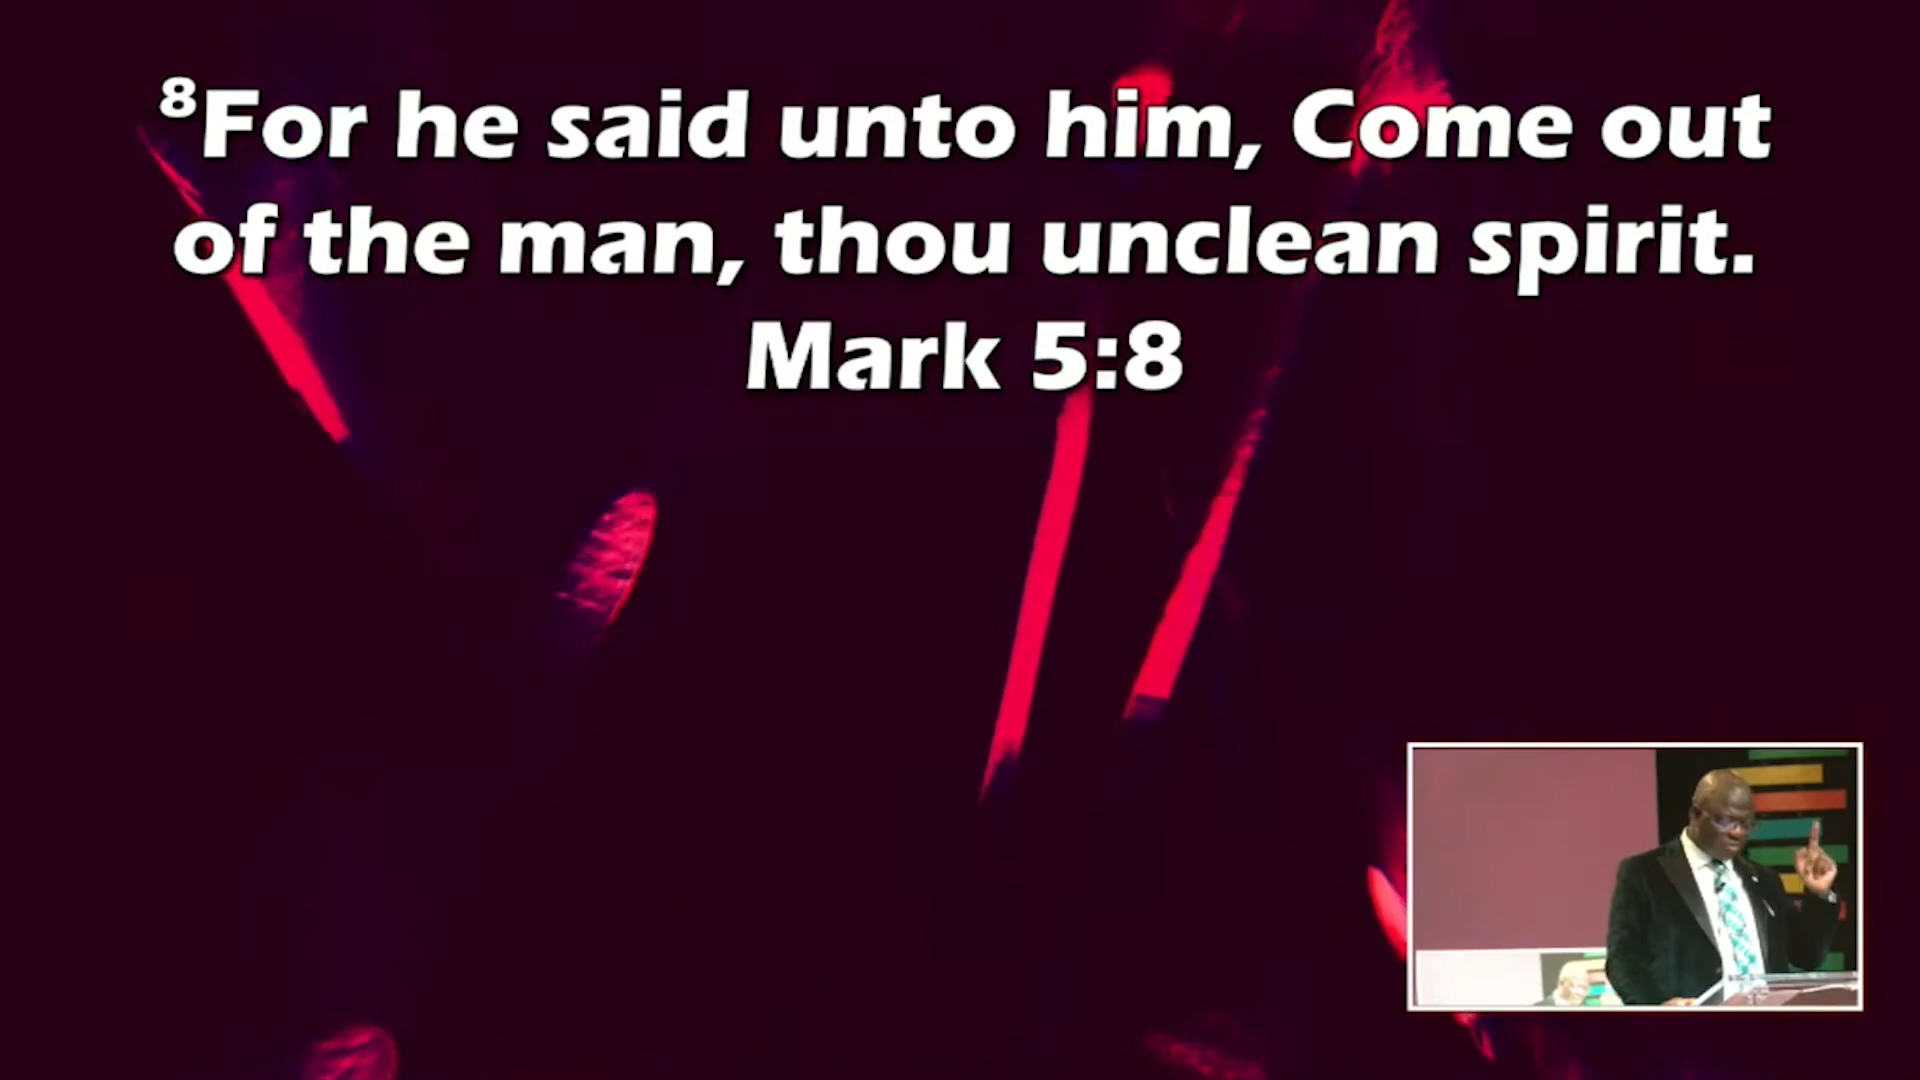 ⁸For he said unto him, Come out
of the man, thou unclean spirit.
Mark 5:8